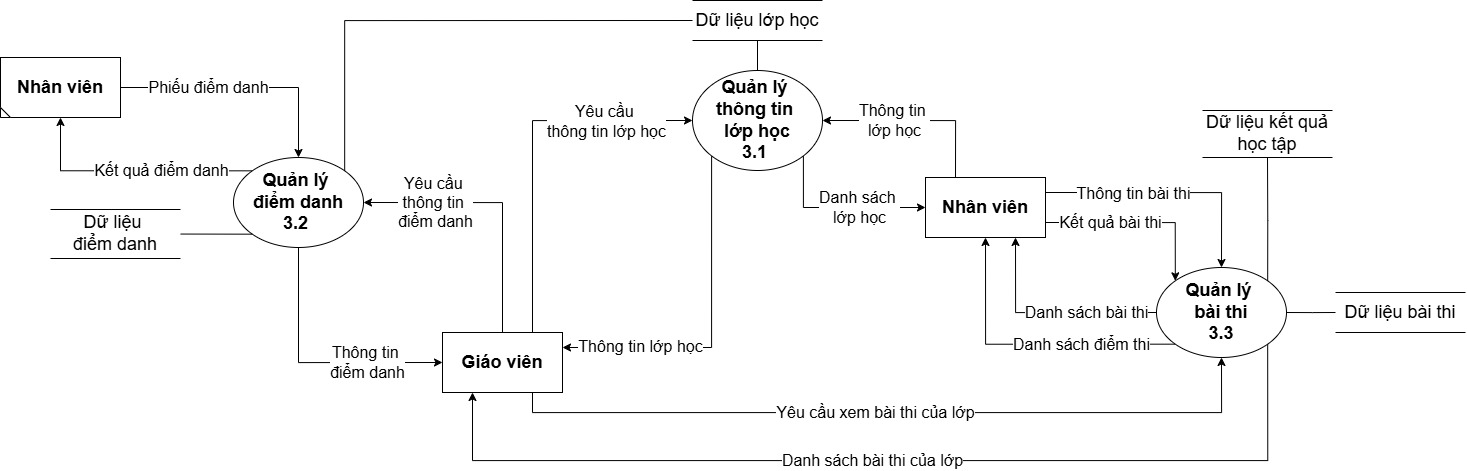 Dữ liệu lớp học
Nhân viên
Phiếu điểm danh
Kết quả điểm danh
Quản lý
điểm danh
3.2
Dữ liệu
điểm danh
Yêu cầu
thông tin
điểm danh
Thông tin
điểm danh
Yêu cầu
thông tin lớp học
Quản lý
thông tin
lớp học
3.1
Thông tin
lớp học
Danh sách
lớp học
Nhân viên
Dữ liệu kết quả
học tập
Thông tin bài thi
Kết quả bài thi
Danh sách bài thi
Danh sách điểm thi
Quản lý
bài thi
3.3
Dữ liệu bài thi
Giáo viên
Thông tin lớp học
Yêu cầu xem bài thi của lớp
Danh sách bài thi của lớp